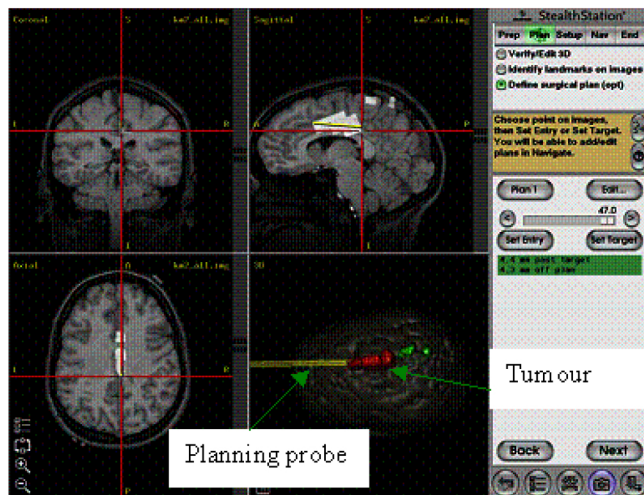 Coronal
S
km2_all.img
L
R
I
Sagittal
S
km2_all.img
A
P
I
Axial
A
km2_all.img
L
R
P
3D
StealthStation
Prep Plan Setup Nav End
Verify/Edit 3D
Identify landmarks on images
Define surgical plan (opt)
Choose point on images,
then Set Entry or Set Target.
You will be able to add/edit
plans in Navigate.
Plan 1
Edit...
< 47.0 >
Set Entry
Set Target
4.4 mm past target
4.3 mm off plan
Tumour
Planning probe
Back
Next